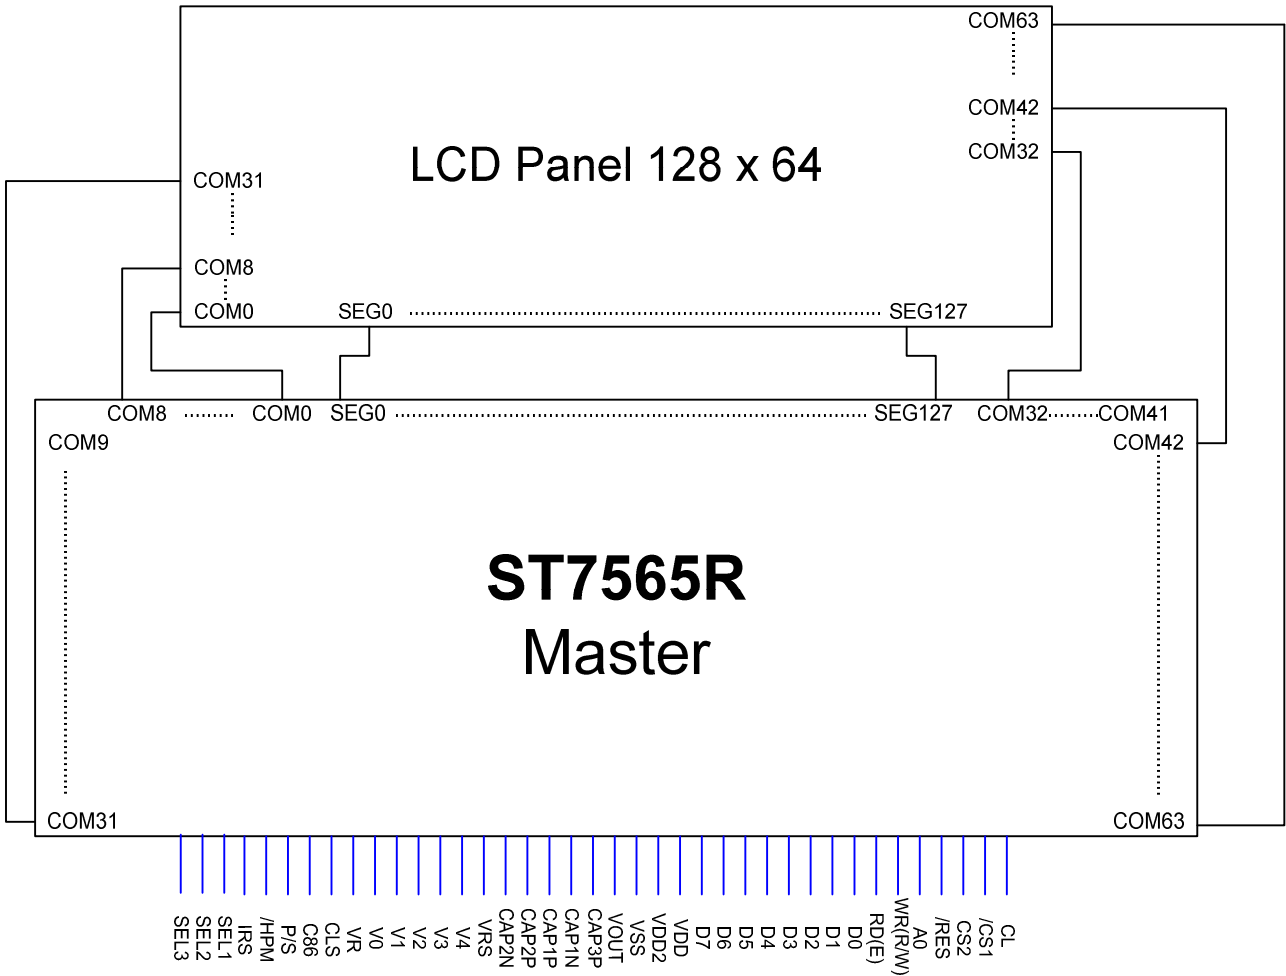 COM63
COM42
COM32
LCD Panel 128 x 64
COM31
COM8
COM0
SEG0
SEG127
COM8
COM0
SEG0
SEG127
COM32
COM41
COM9
COM42
ST7565R
Master
COM31
COM63
SEL3
SEL2
SEL1
IRS
/HPM
P/S
C86
CLS
VR
V0
V1
V2
V3
V4
VRS
CAP2N
CAP2P
CAP1P
CAP1N
CAP3P
VOUT
VSS
VDD2
VDD
D7
D6
D5
D4
D3
D2
D1
D0
RD(E)
WR(R/W)
A0
/RES
CS2
/CS1
CL